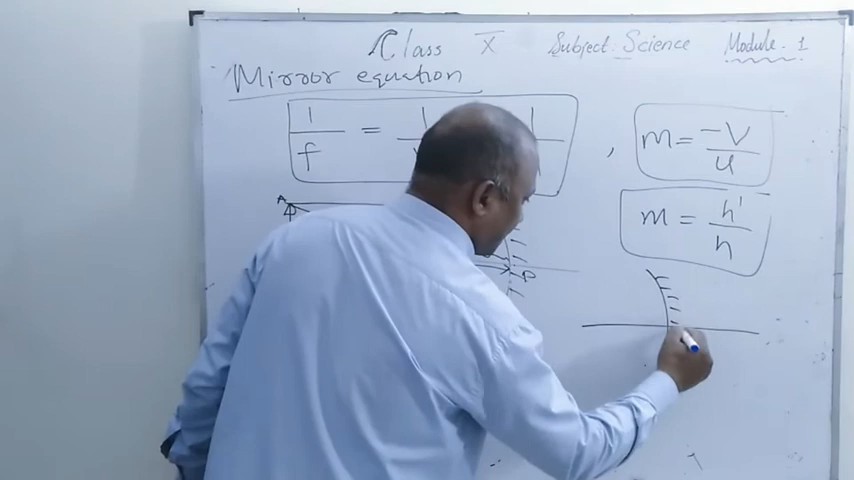 Class X Subject: Science Module - 1
Mirror equation
1/f = 1 1
, m = -v/u
m = h'/h
A
P